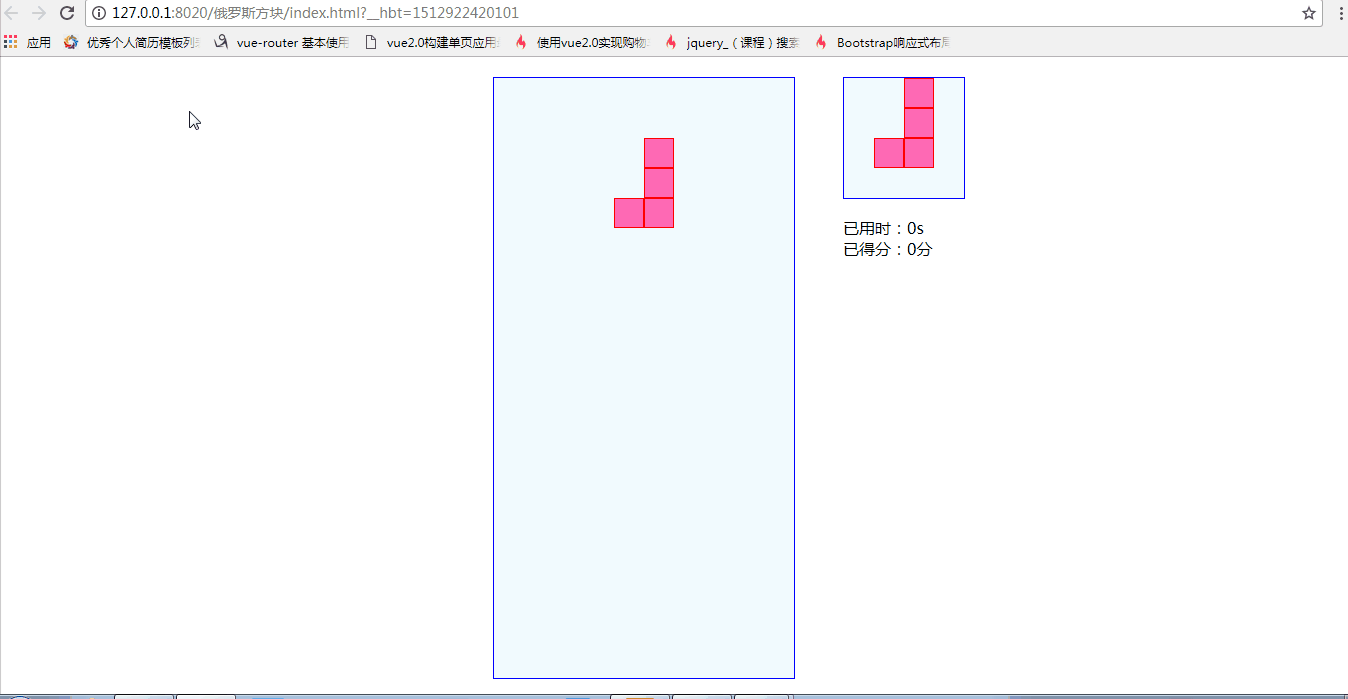 127.0.0.1:8020/俄罗斯方块/index.html?__hbt=1512922420101
应用 优秀个人简历模板列 vue-router 基本使用 vue2.0构建单页应用 使用vue2.0实现购物 jquery_（课程）搜索 Bootstrap响应式布局
已用时：0s
已得分：0分